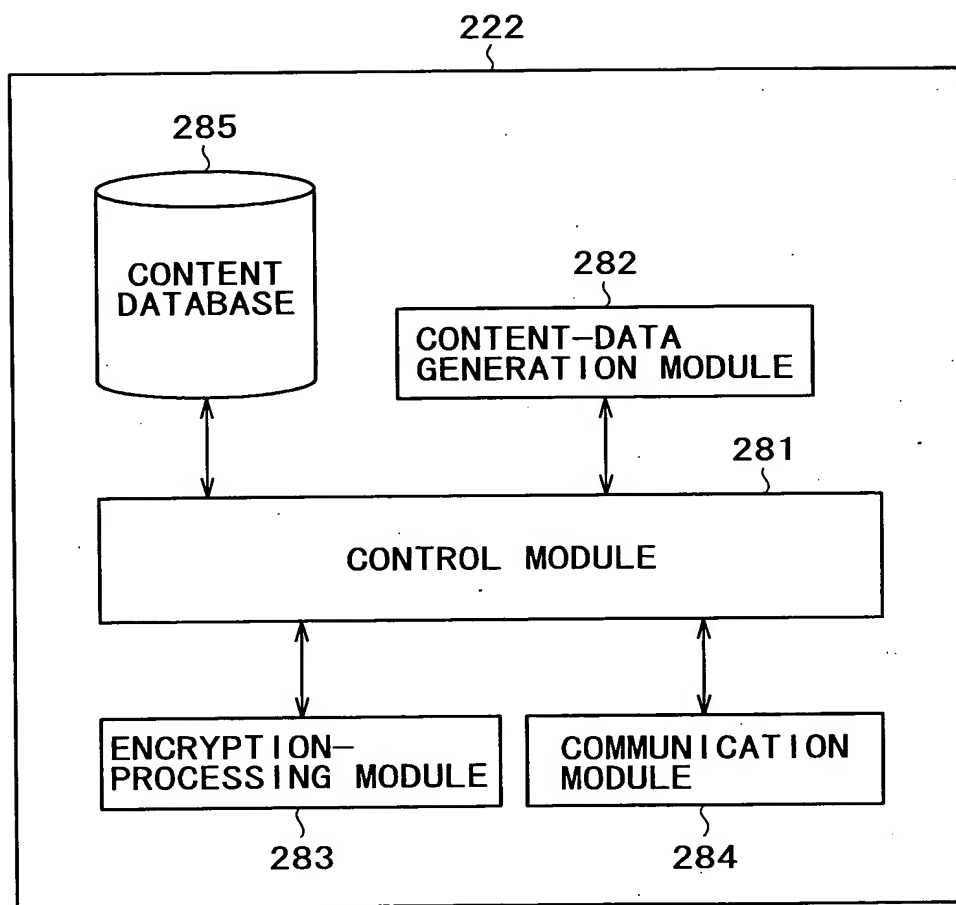 222
285
CONTENT
DATABASE
282
CONTENT-DATA
GENERATION MODULE
281
CONTROL MODULE
ENCRYPTION-
PROCESSING MODULE
283
COMMUNICATION
MODULE
284